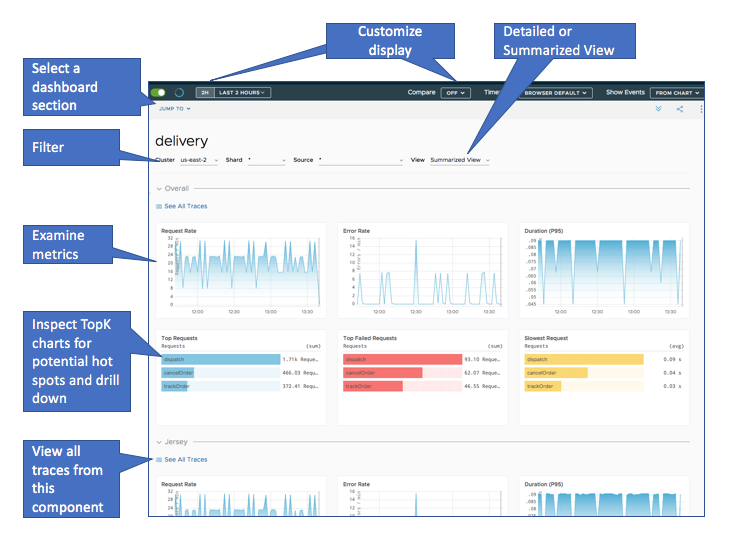 Customize
display
Detailed or
Summarized View
Select a
dashboard
section
2H LAST 2 HOURS
Compare OFF
BROWSER DEFAULT
Show Events FROM CHART
JUMP TO
delivery
Filter
Cluster us-east-2 Shard * Source * View Summarized View
Overall
See All Traces
Examine
metrics
Request Rate
32
28
24
20
16
12
8
4
0
12:00 12:30 13:00 13:30
Error Rate
Errors / min
16
14
12
10
8
6
4
2
0
12:00 12:30 13:00 13:30
Duration (P95)
.09
.085
.08
.075
.07
.065
.06
.055
.05
.045
12:00 12:30 13:00 13:30
Inspect TopK
charts for
potential hot
spots and drill
down
Top Requests
Requests (sum)
dispatch 1.71k Reque…
cancelOrder 466.03 Requ…
trackOrder 372.41 Requ…
Top Failed Requests
Requests (sum)
dispatch 93.10 Reque…
cancelOrder 62.07 Reque…
trackOrder 46.55 Reque…
Slowest Request
Requests (avg)
dispatch 0.09 s
cancelOrder 0.04 s
trackOrder 0.03 s
View all
traces from
this
component
Jersey
See All Traces
Request Rate
32
28
24
20
Error Rate
16
14
12
10
Duration (P95)
.09
.085
.08
.075